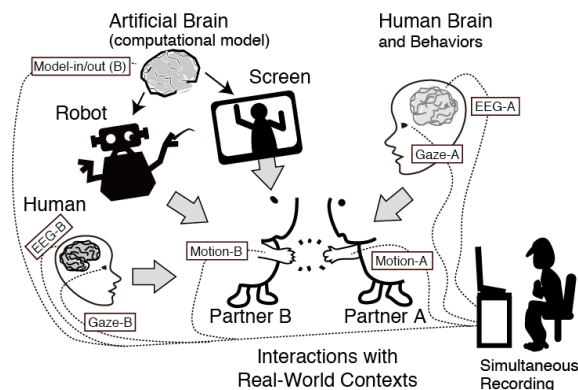 Artificial Brain
(computational model)
Human Brain
and Behaviors
Model-in/out (B)
Screen
Robot
EEG-A
Gaze-A
Human
EEG-B
Motion-B
Motion-A
Gaze-B
Partner B
Partner A
Interactions with
Real-World Contexts
Simultaneous
Recording